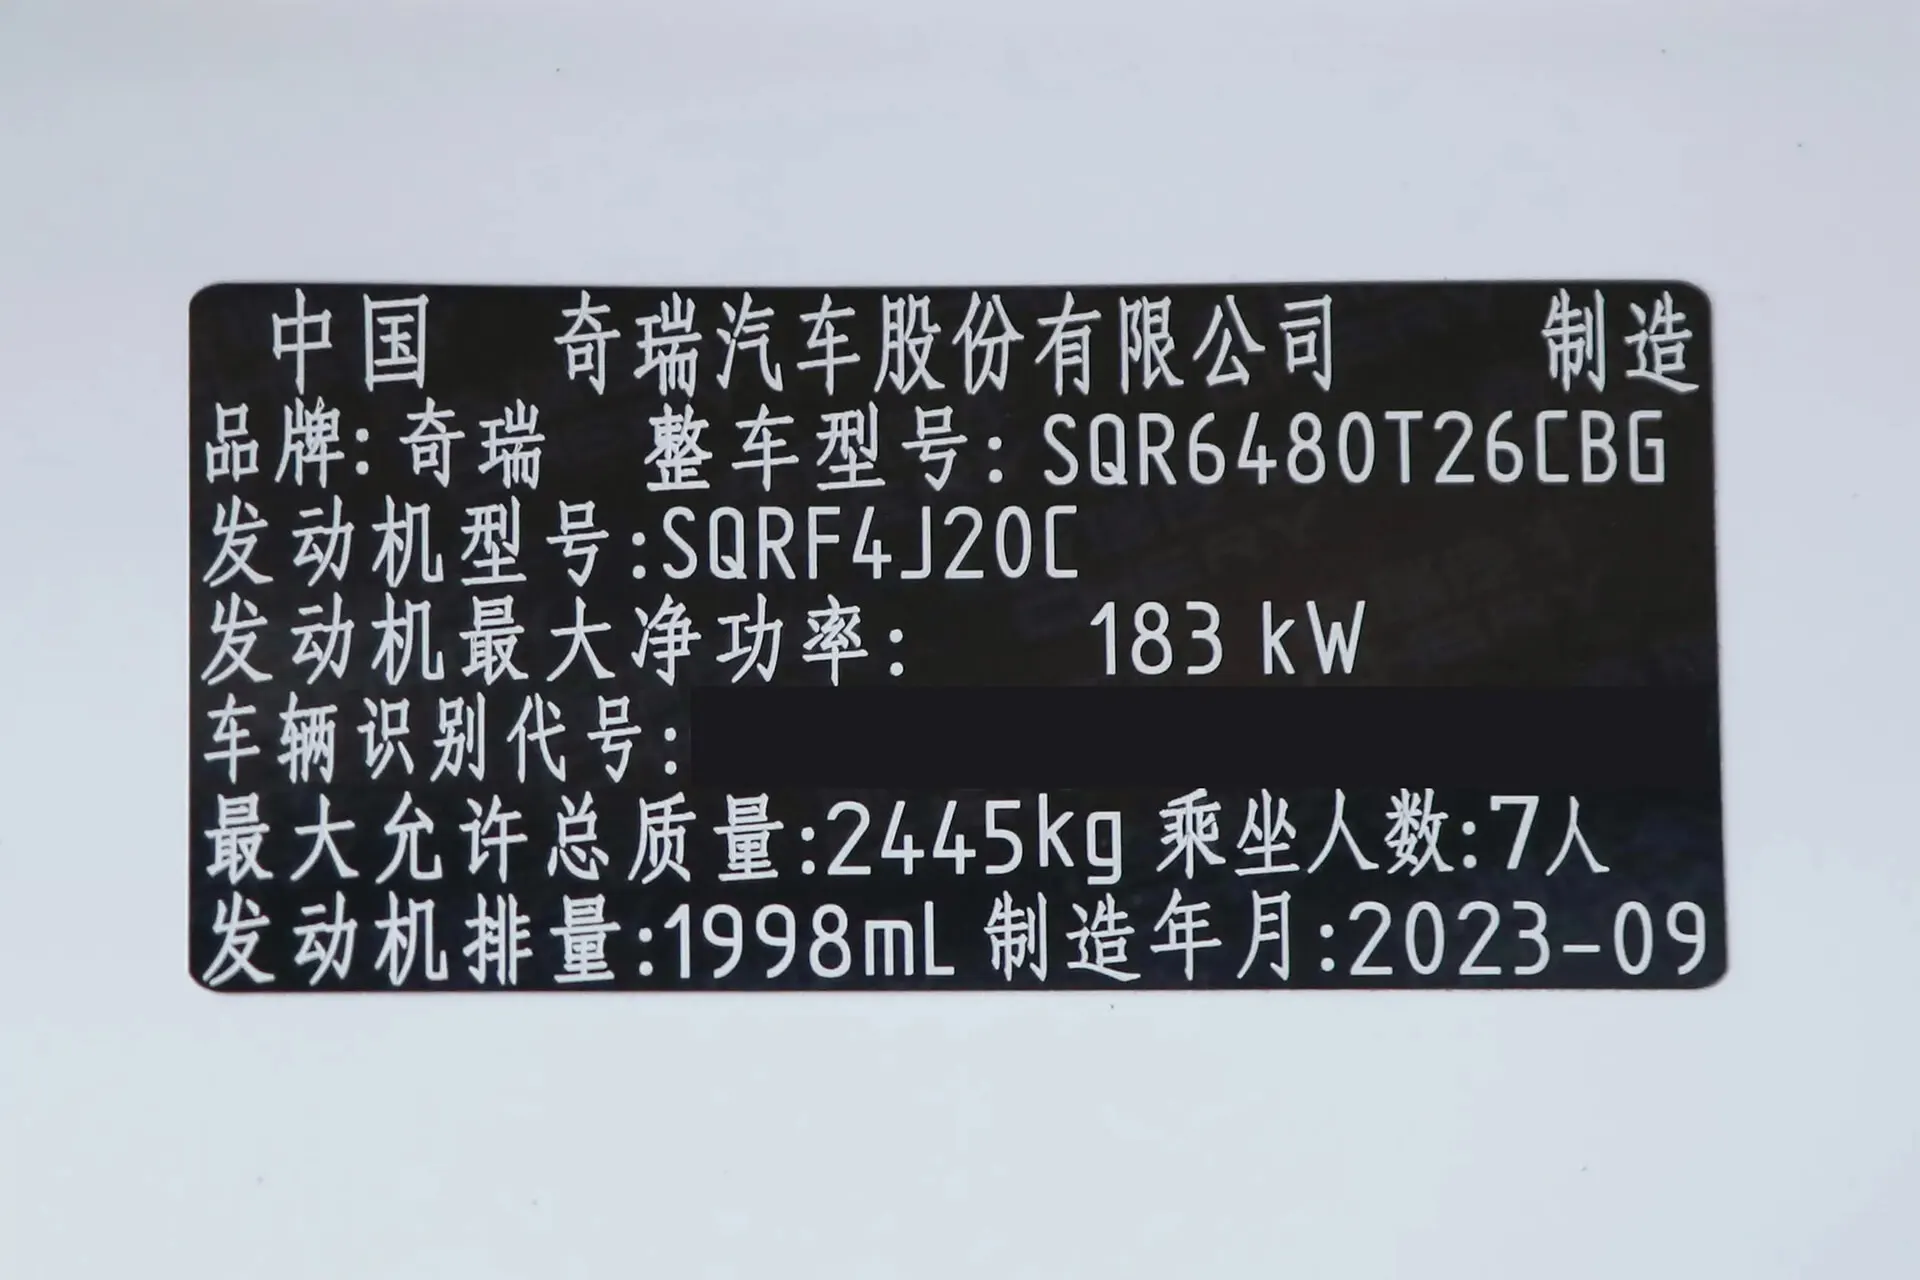 中国 奇瑞汽车股份有限公司 制造
品牌:奇瑞 整车型号:SQR6480T26CBG
发动机型号:SQRF4J20C
发动机最大净功率: 183 kW
车辆识别代号:
最大允许总质量:2445kg 乘坐人数:7人
发动机排量:1998mL 制造年月:2023-09